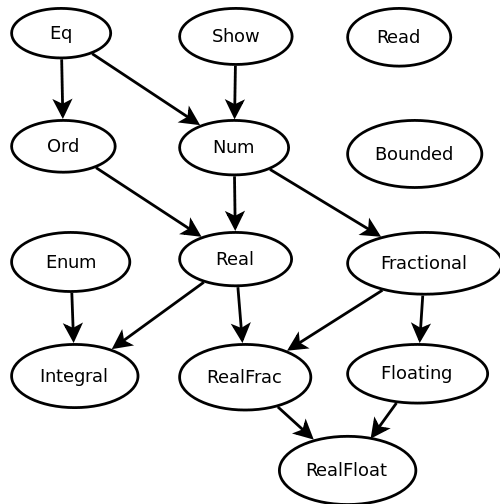 Eq
Show
Read
Ord
Num
Bounded
Enum
Real
Fractional
Integral
RealFrac
Floating
RealFloat